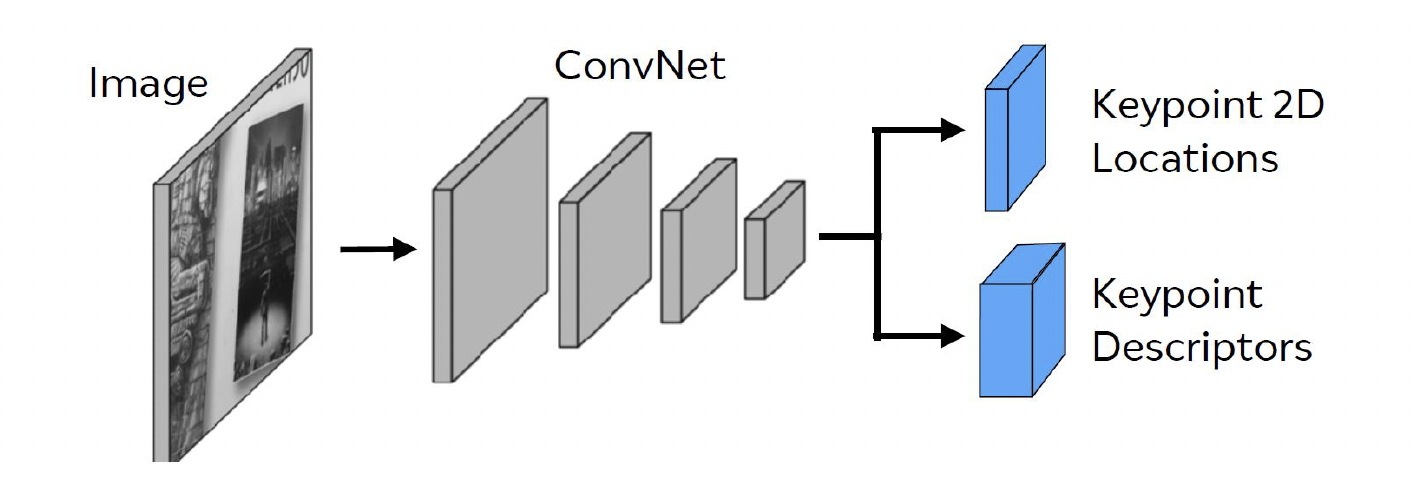 Image
ConvNet
Keypoint 2D
Locations
Keypoint
Descriptors